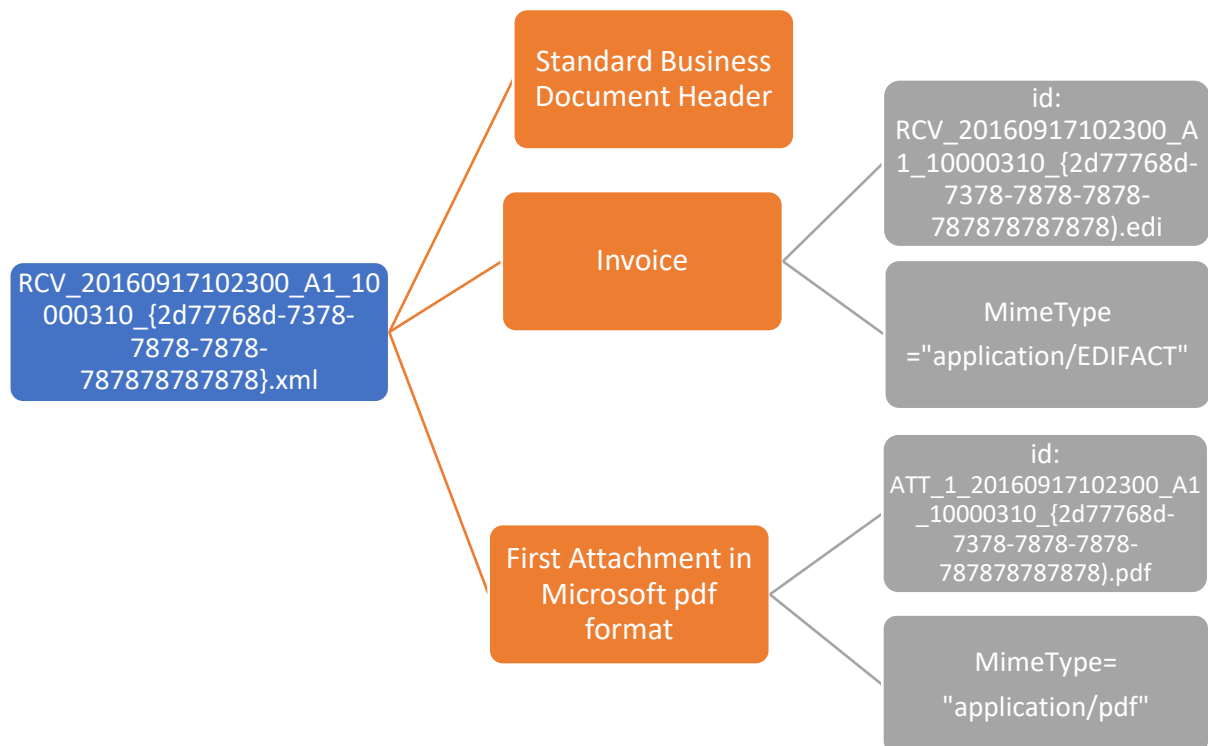 Standard Business
Document Header
id:
RCV_20160917102300_A
1_10000310_{2d77768d-
7378-7878-7878-
787878787878).edi
Invoice
RCV_20160917102300_A1_10
000310_{2d77768d-7378-
7878-7878-
787878787878}.xml
MimeType
="application/EDIFACT"
id:
ATT_1_20160917102300_A1
_10000310_{2d77768d-
7378-7878-7878-
787878787878).pdf
First Attachment in
Microsoft pdf
format
MimeType=
"application/pdf"